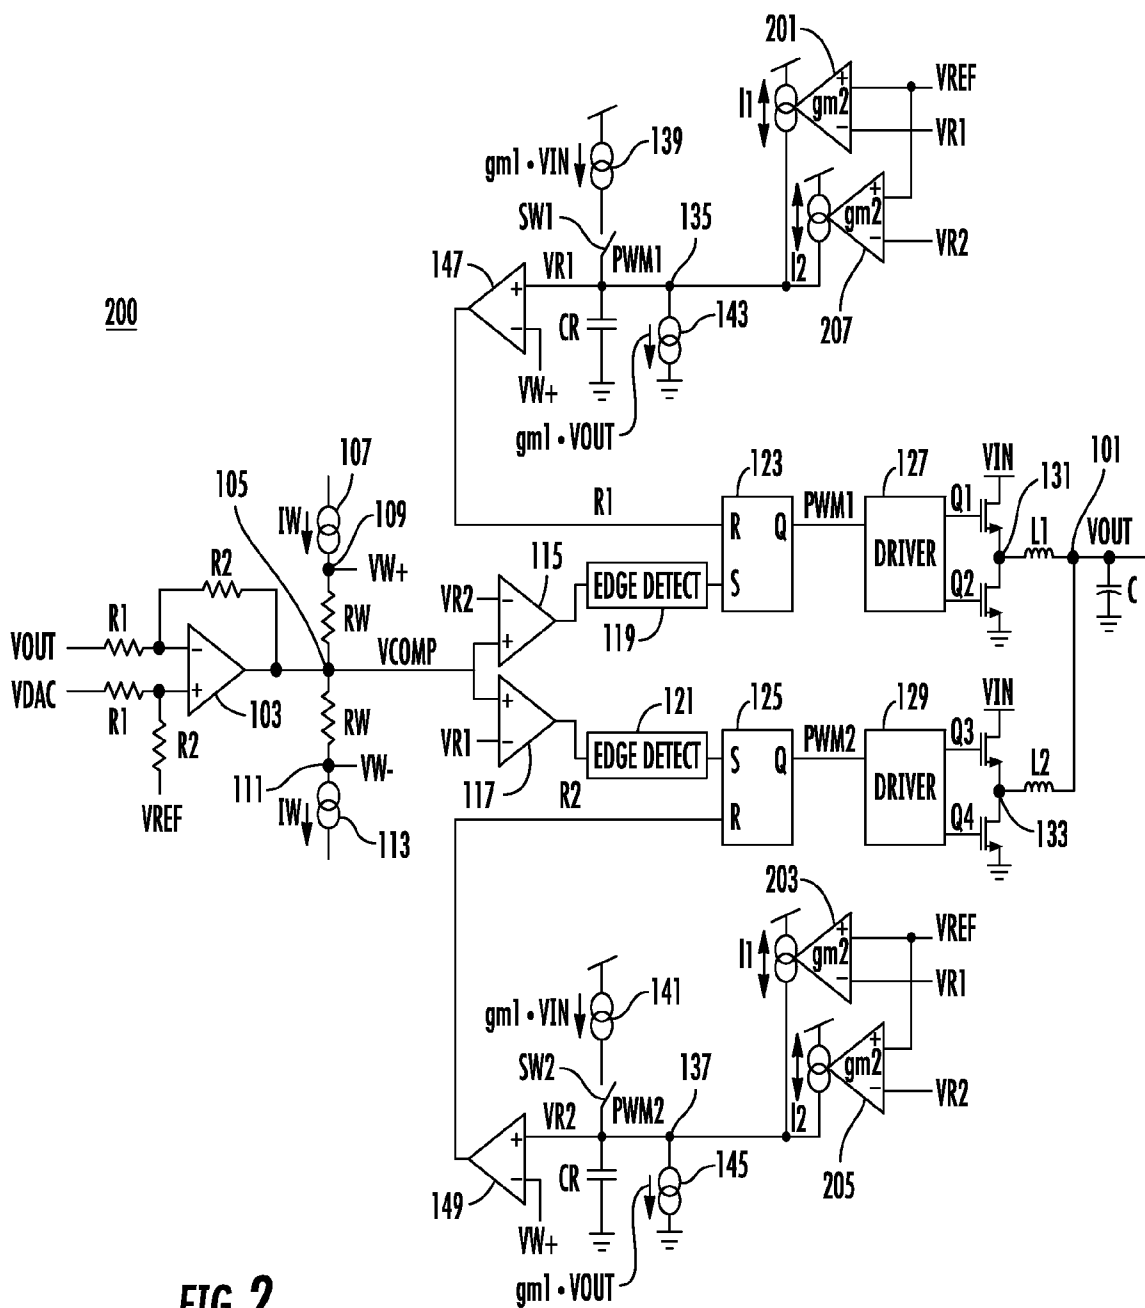 201
VREF
gm2
I1
VR1
139
gm1 • VIN
gm2
SW1
135
VR2
147
VR1
PWM1
I2
200
CR
143
207
VW+
gm1 • VOUT
107
105
123
127
VIN
101
131
109
R1
PWM1
Q1
L1
VOUT
IW
R
Q
VW+
115
DRIVER
R2
EDGE DETECT
S
Q2
C
VR2
R1
RW
119
VOUT
VCOMP
VDAC
VIN
121
125
129
R1
103
RW
R2
PWM2
Q3
VR1
EDGE DETECT
S
Q
L2
VW-
111
117
R2
DRIVER
VREF
IW
R
Q4
113
133
203
VREF
gm2
I1
141
VR1
gm1 • VIN
SW2
137
gm2
VR2
VR2
PWM2
I2
CR
145
149
205
VW+
gm1 • VOUT
FIG. 2